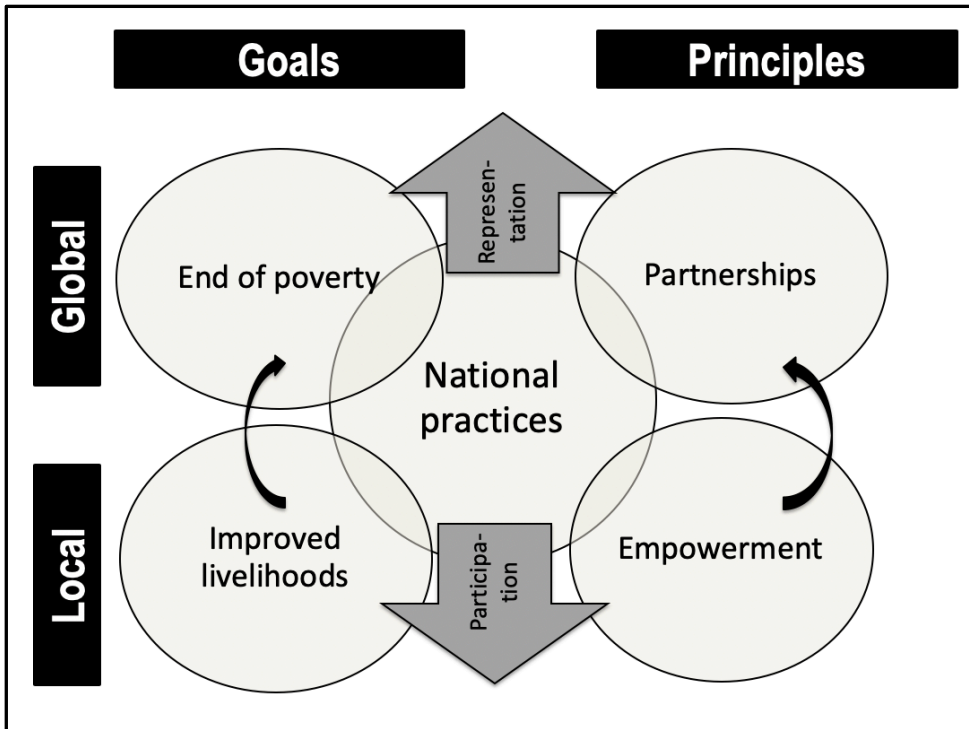 Goals
Principles
Global
Represen-
tation
End of poverty
Partnerships
National
practices
Local
Improved
livelihoods
Participa-
tion
Empowerment